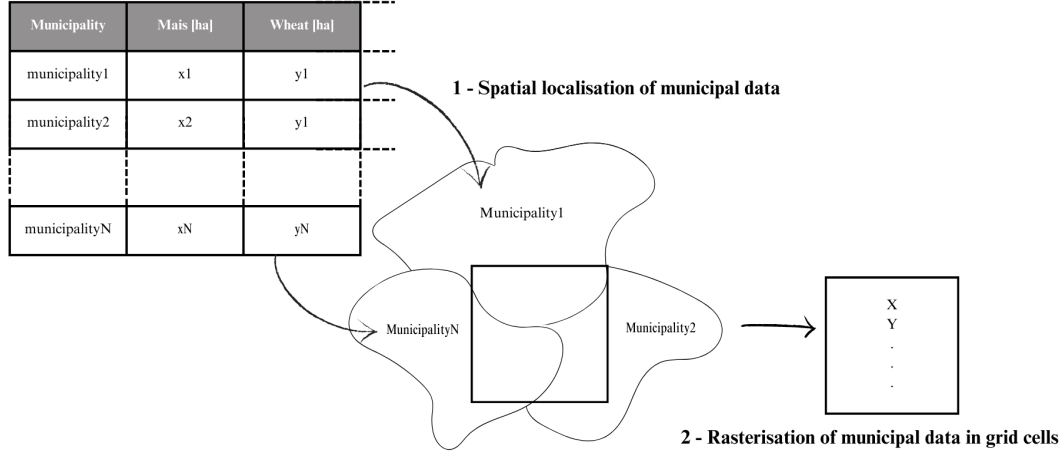 Municipality Mais [ha] Wheat [ha]
municipality1 x1 y1
municipality2 x2 y1
municipalityN xN yN
1 - Spatial localisation of municipal data
Municipality1
MunicipalityN
Municipality2
X
Y
.
.
.
2 - Rasterisation of municipal data in grid cells